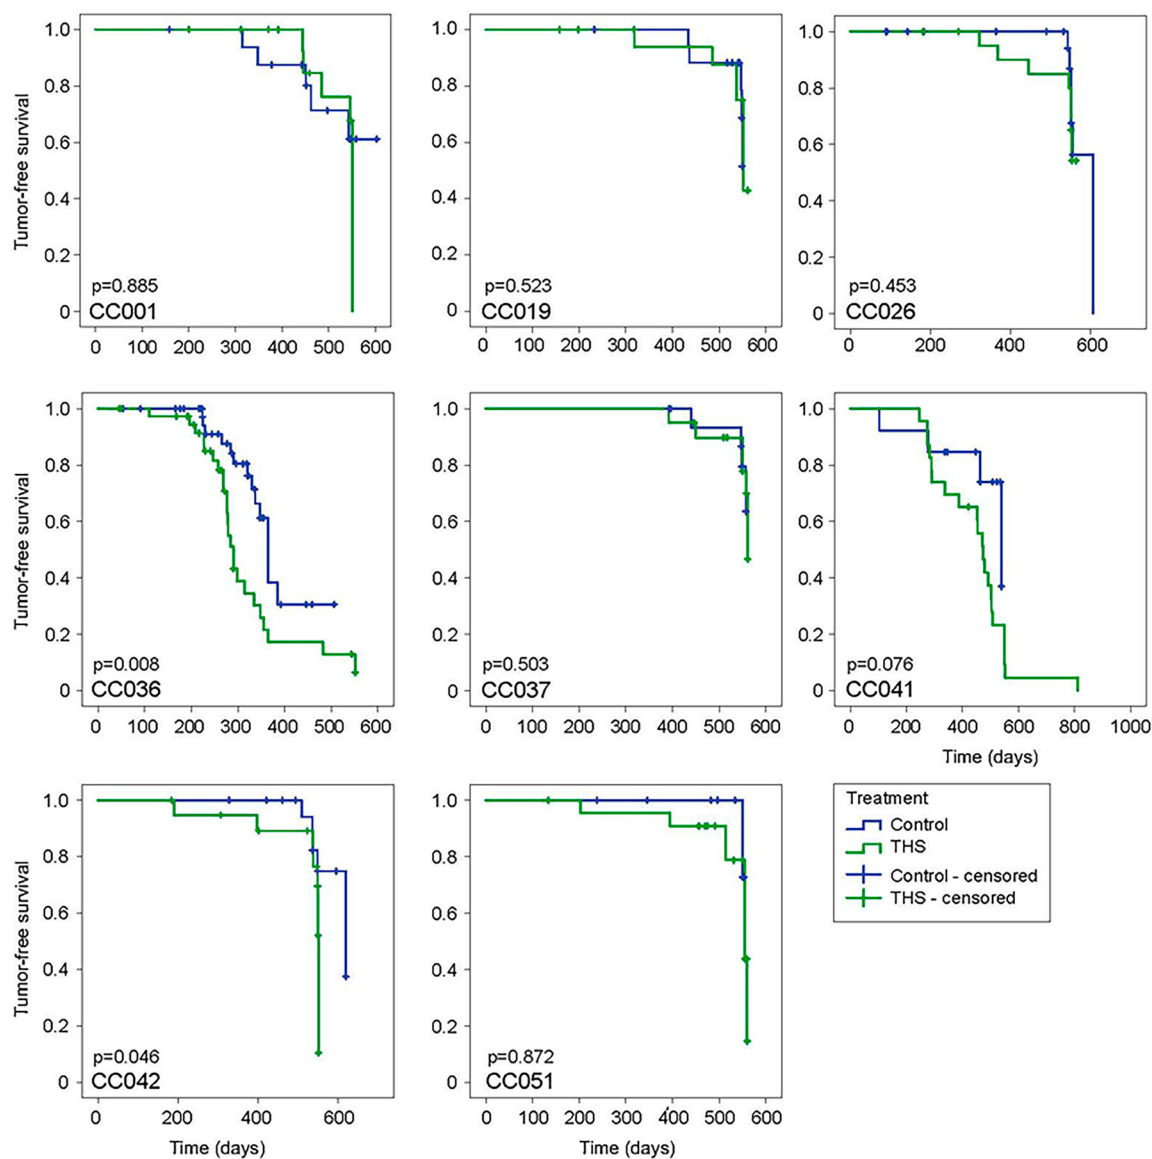 Tumor-free survival
1.0
0.8
0.6
0.4
0.2
0
p=0.885
CC001
0 100 200 300 400 500 600
1.0
0.8
0.6
0.4
0.2
0
p=0.523
CC019
0 100 200 300 400 500 600
1.0
0.8
0.6
0.4
0.2
0
p=0.453
CC026
0 200 400 600
Tumor-free survival
1.0
0.8
0.6
0.4
0.2
0
p=0.008
CC036
0 100 200 300 400 500 600
1.0
0.8
0.6
0.4
0.2
0
p=0.503
CC037
0 100 200 300 400 500 600
1.0
0.8
0.6
0.4
0.2
0
p=0.076
CC041
0 200 400 600 800 1000
Time (days)
Tumor-free survival
1.0
0.8
0.6
0.4
0.2
0
p=0.046
CC042
0 200 400 600
Time (days)
1.0
0.8
0.6
0.4
0.2
0
p=0.872
CC051
0 100 200 300 400 500 600
Time (days)
Treatment
Control
THS
Control - censored
THS - censored